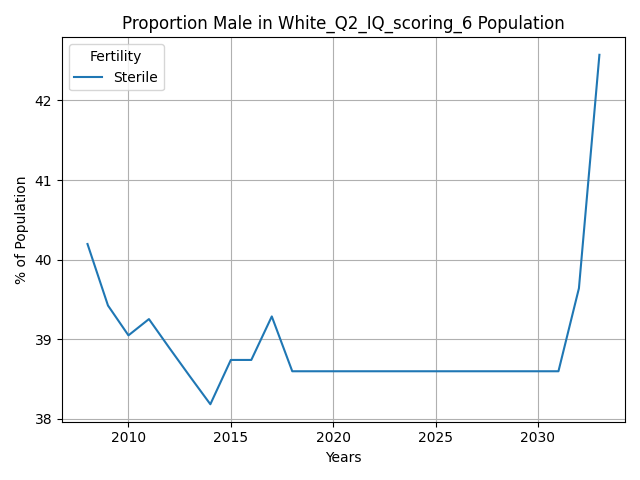 Proportion Male in White_Q2_IQ_scoring_6 Population
Fertility
Sterile
% of Population
42
41
40
39
38
2010 2015 2020 2025 2030
Years